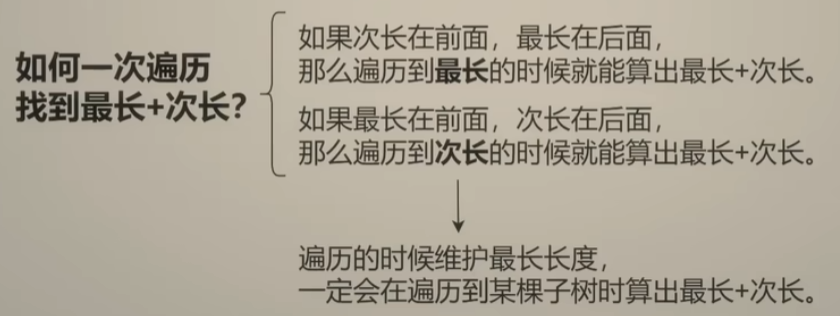 如何一次遍历
找到最长+次长?
如果次长在前面，最长在后面，
那么遍历到最长的时候就能算出最长+次长。
如果最长在前面，次长在后面，
那么遍历到次长的时候就能算出最长+次长。
遍历的时候维护最长长度，
一定会在遍历到某棵子树时算出最长+次长。